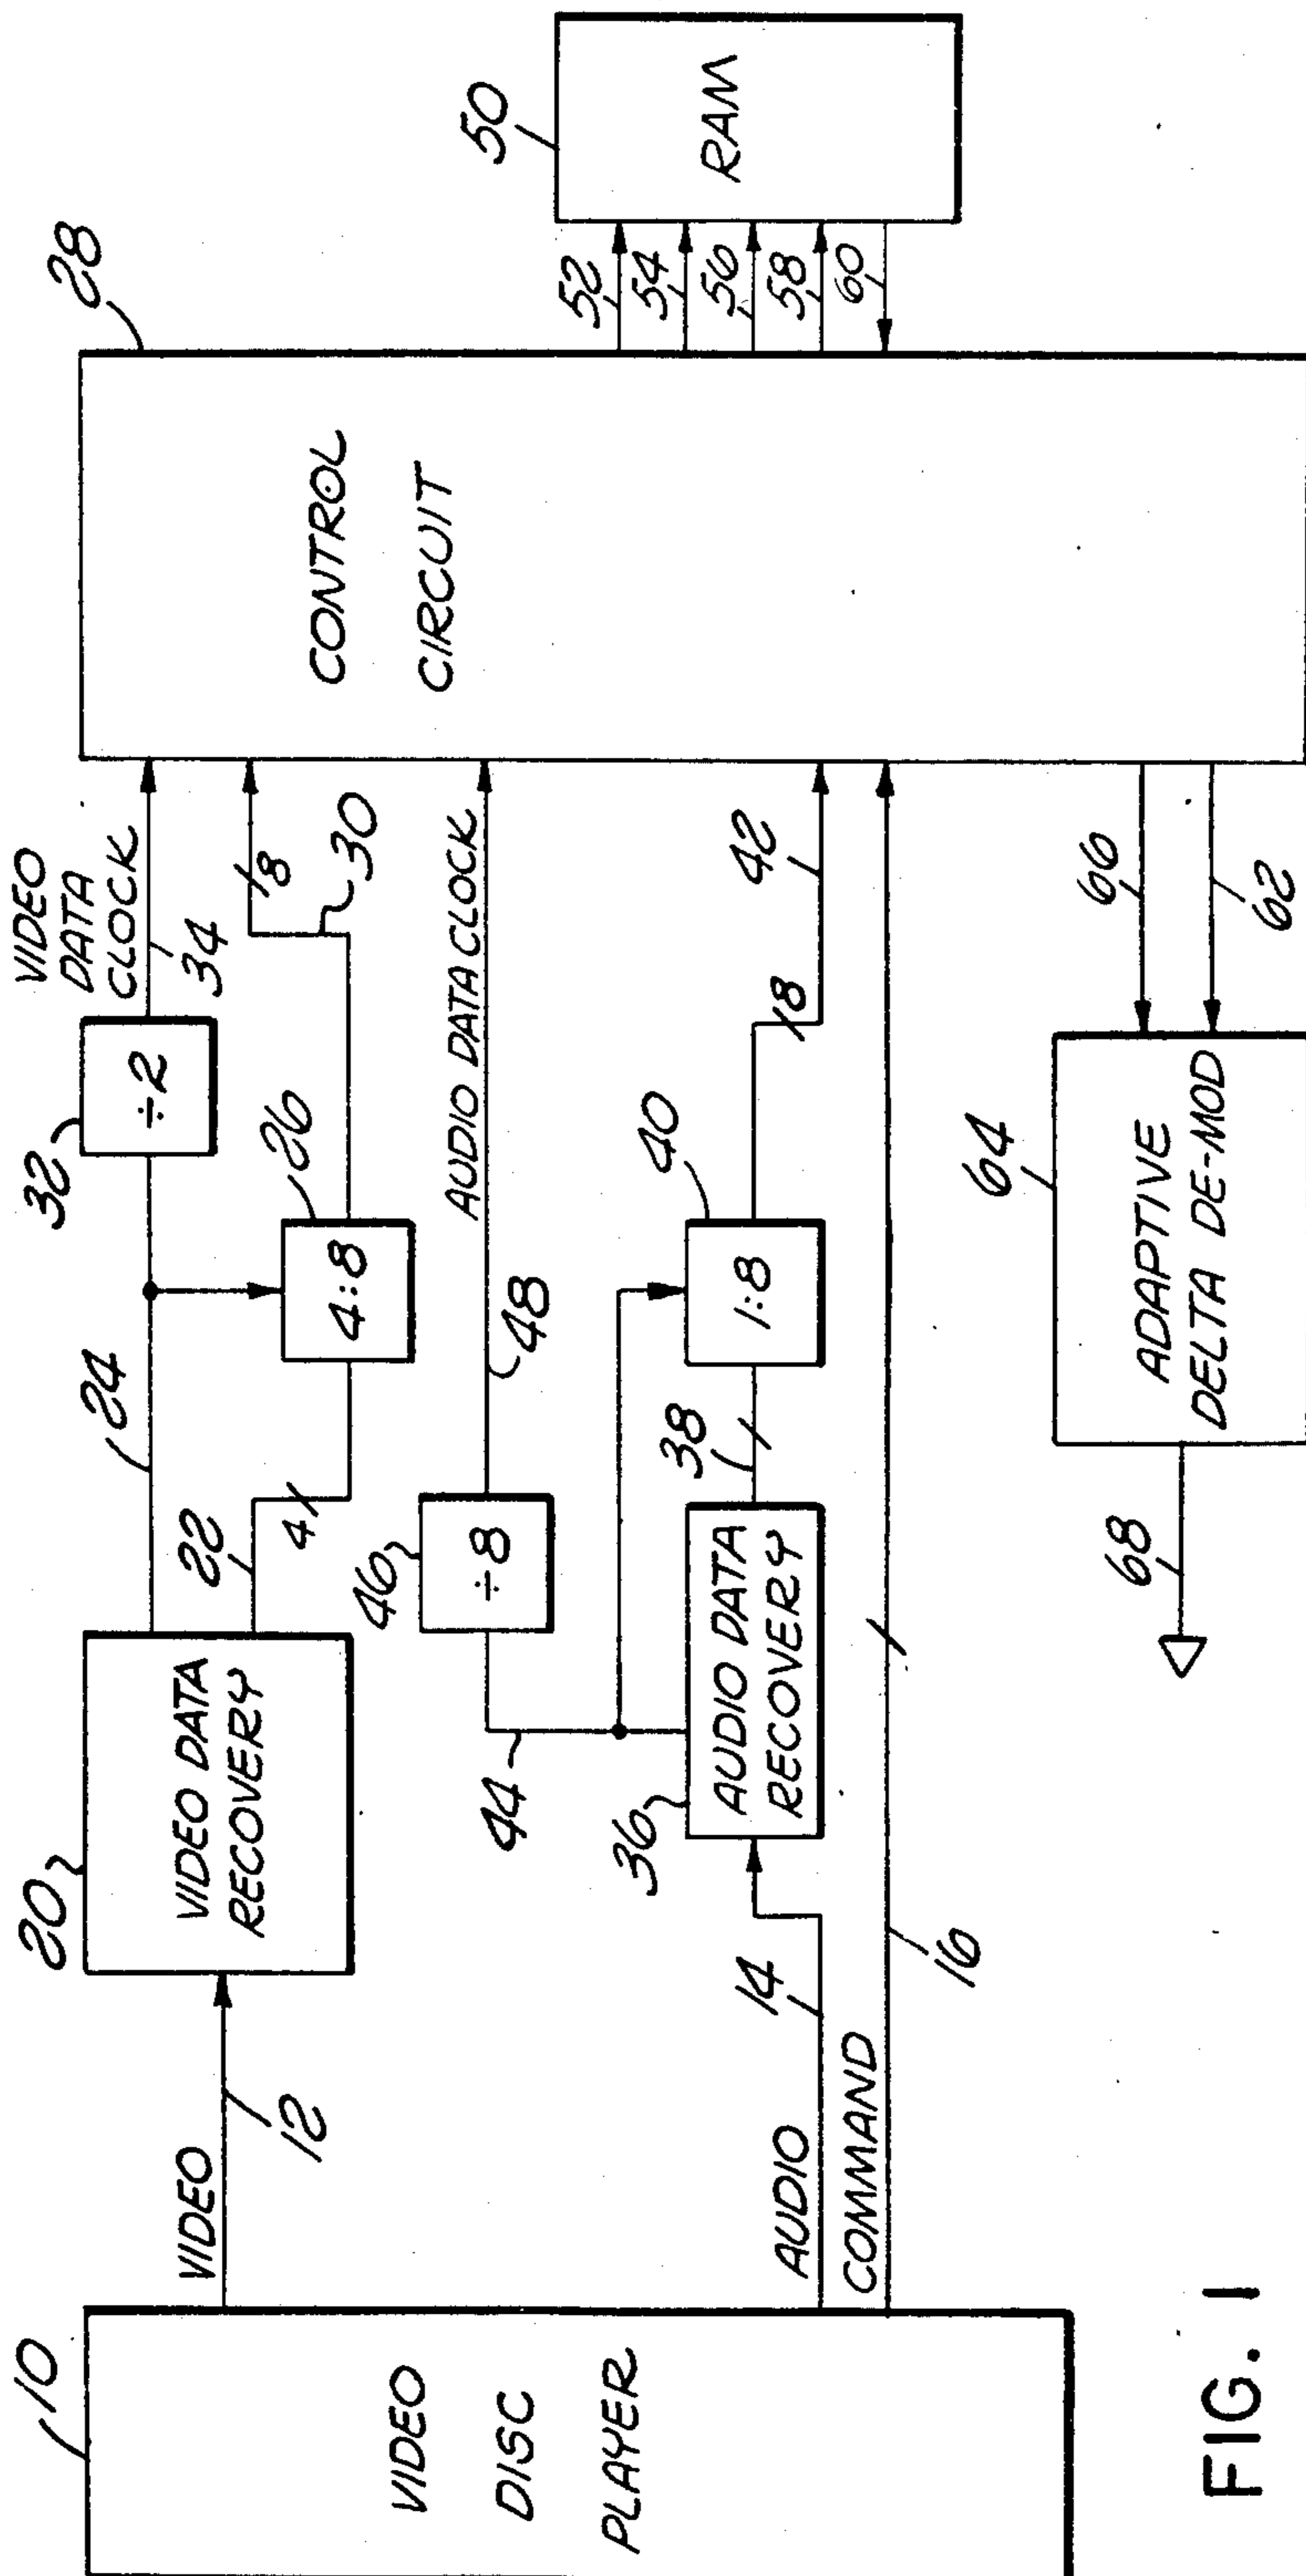 10
VIDEO
DISC
PLAYER
VIDEO
12
20
VIDEO DATA
RECOVERY
24
22
4
32
÷2
VIDEO
DATA
CLOCK
34
26
4:8
8
30
28
CONTROL
CIRCUIT
AUDIO DATA CLOCK
48
46
÷8
44
AUDIO
14
36
AUDIO DATA
RECOVERY
38
40
1:8
8
42
COMMAND
16
50
RAM
52
54
56
58
60
66
62
64
ADAPTIVE
DELTA DE-MOD
68
FIG. 1